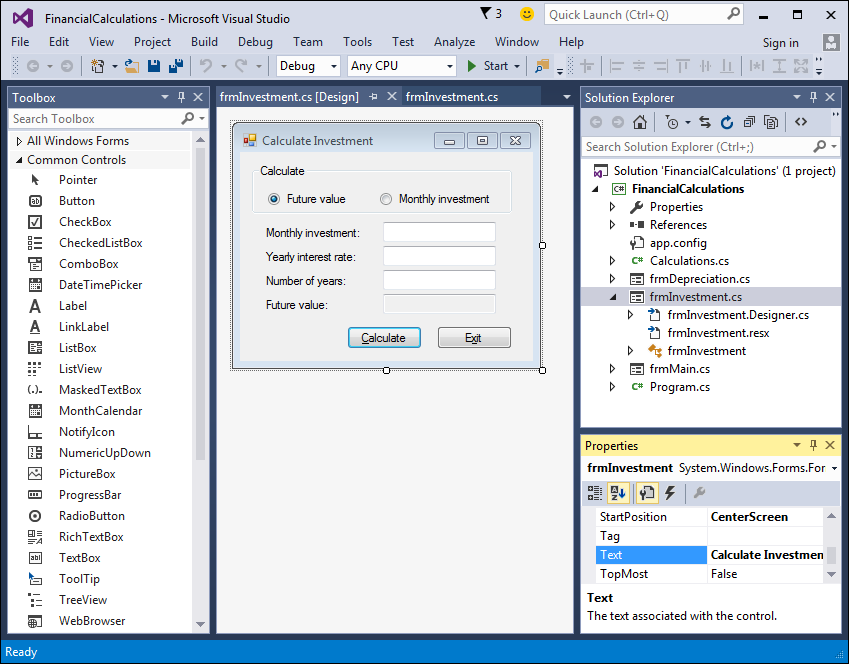 FinancialCalculations - Microsoft Visual Studio
3
Quick Launch (Ctrl+Q)
File Edit View Project Build Debug Team Tools Test Analyze Window Help
Sign in
Debug Any CPU Start
Toolbox
Search Toolbox
All Windows Forms
Common Controls
Pointer
Button
CheckBox
CheckedListBox
ComboBox
DateTimePicker
Label
LinkLabel
ListBox
ListView
MaskedTextBox
MonthCalendar
NotifyIcon
NumericUpDown
PictureBox
ProgressBar
RadioButton
RichTextBox
TextBox
ToolTip
TreeView
WebBrowser
frmInvestment.cs [Design] frmInvestment.cs
Calculate Investment
Calculate
Future value Monthly investment
Monthly investment:
Yearly interest rate:
Number of years:
Future value:
Calculate Exit
Solution Explorer
Search Solution Explorer (Ctrl+;)
Solution 'FinancialCalculations' (1 project)
C# FinancialCalculations
Properties
References
app.config
C# Calculations.cs
frmDepreciation.cs
frmInvestment.cs
frmInvestment.Designer.cs
frmInvestment.resx
frmInvestment
frmMain.cs
C# Program.cs
Properties
frmInvestment System.Windows.Forms.For
StartPosition CenterScreen
Tag
Text Calculate Investmen
TopMost False
Text
The text associated with the control.
Ready